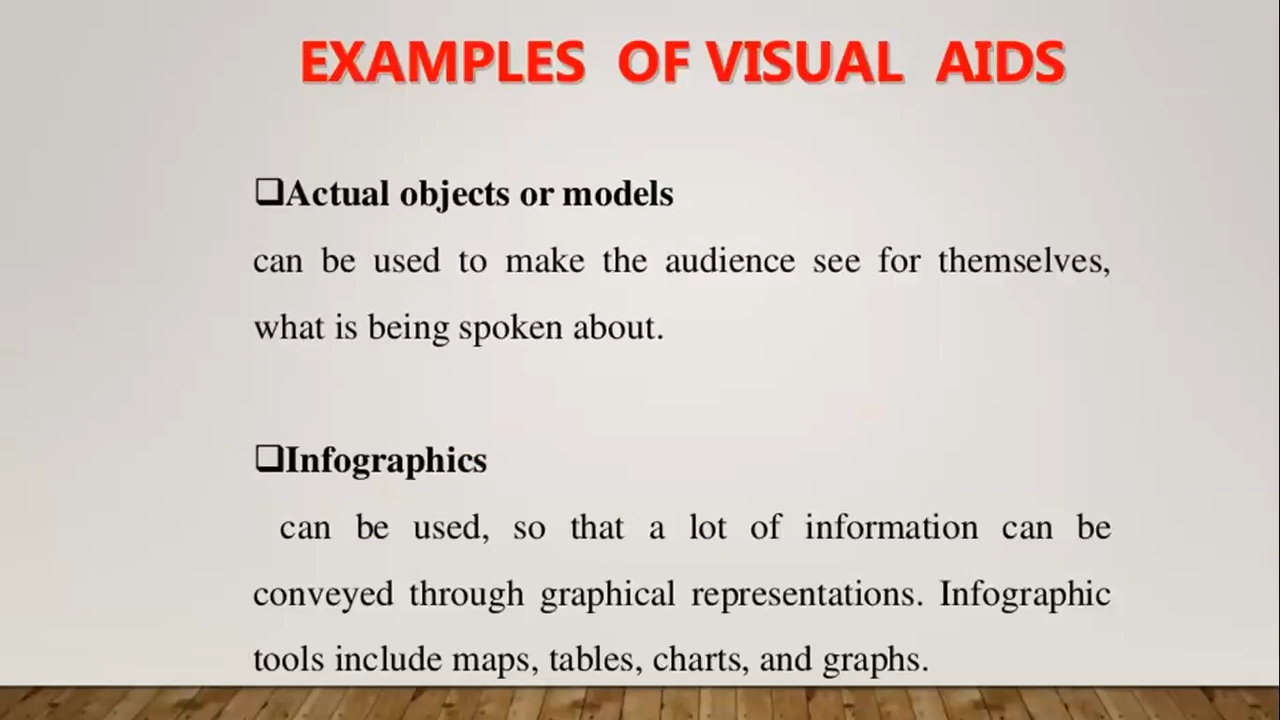 EXAMPLES OF VISUAL AIDS
❑Actual objects or models
can be used to make the audience see for themselves,
what is being spoken about.
❑Infographics
can be used, so that a lot of information can be
conveyed through graphical representations. Infographic
tools include maps, tables, charts, and graphs.